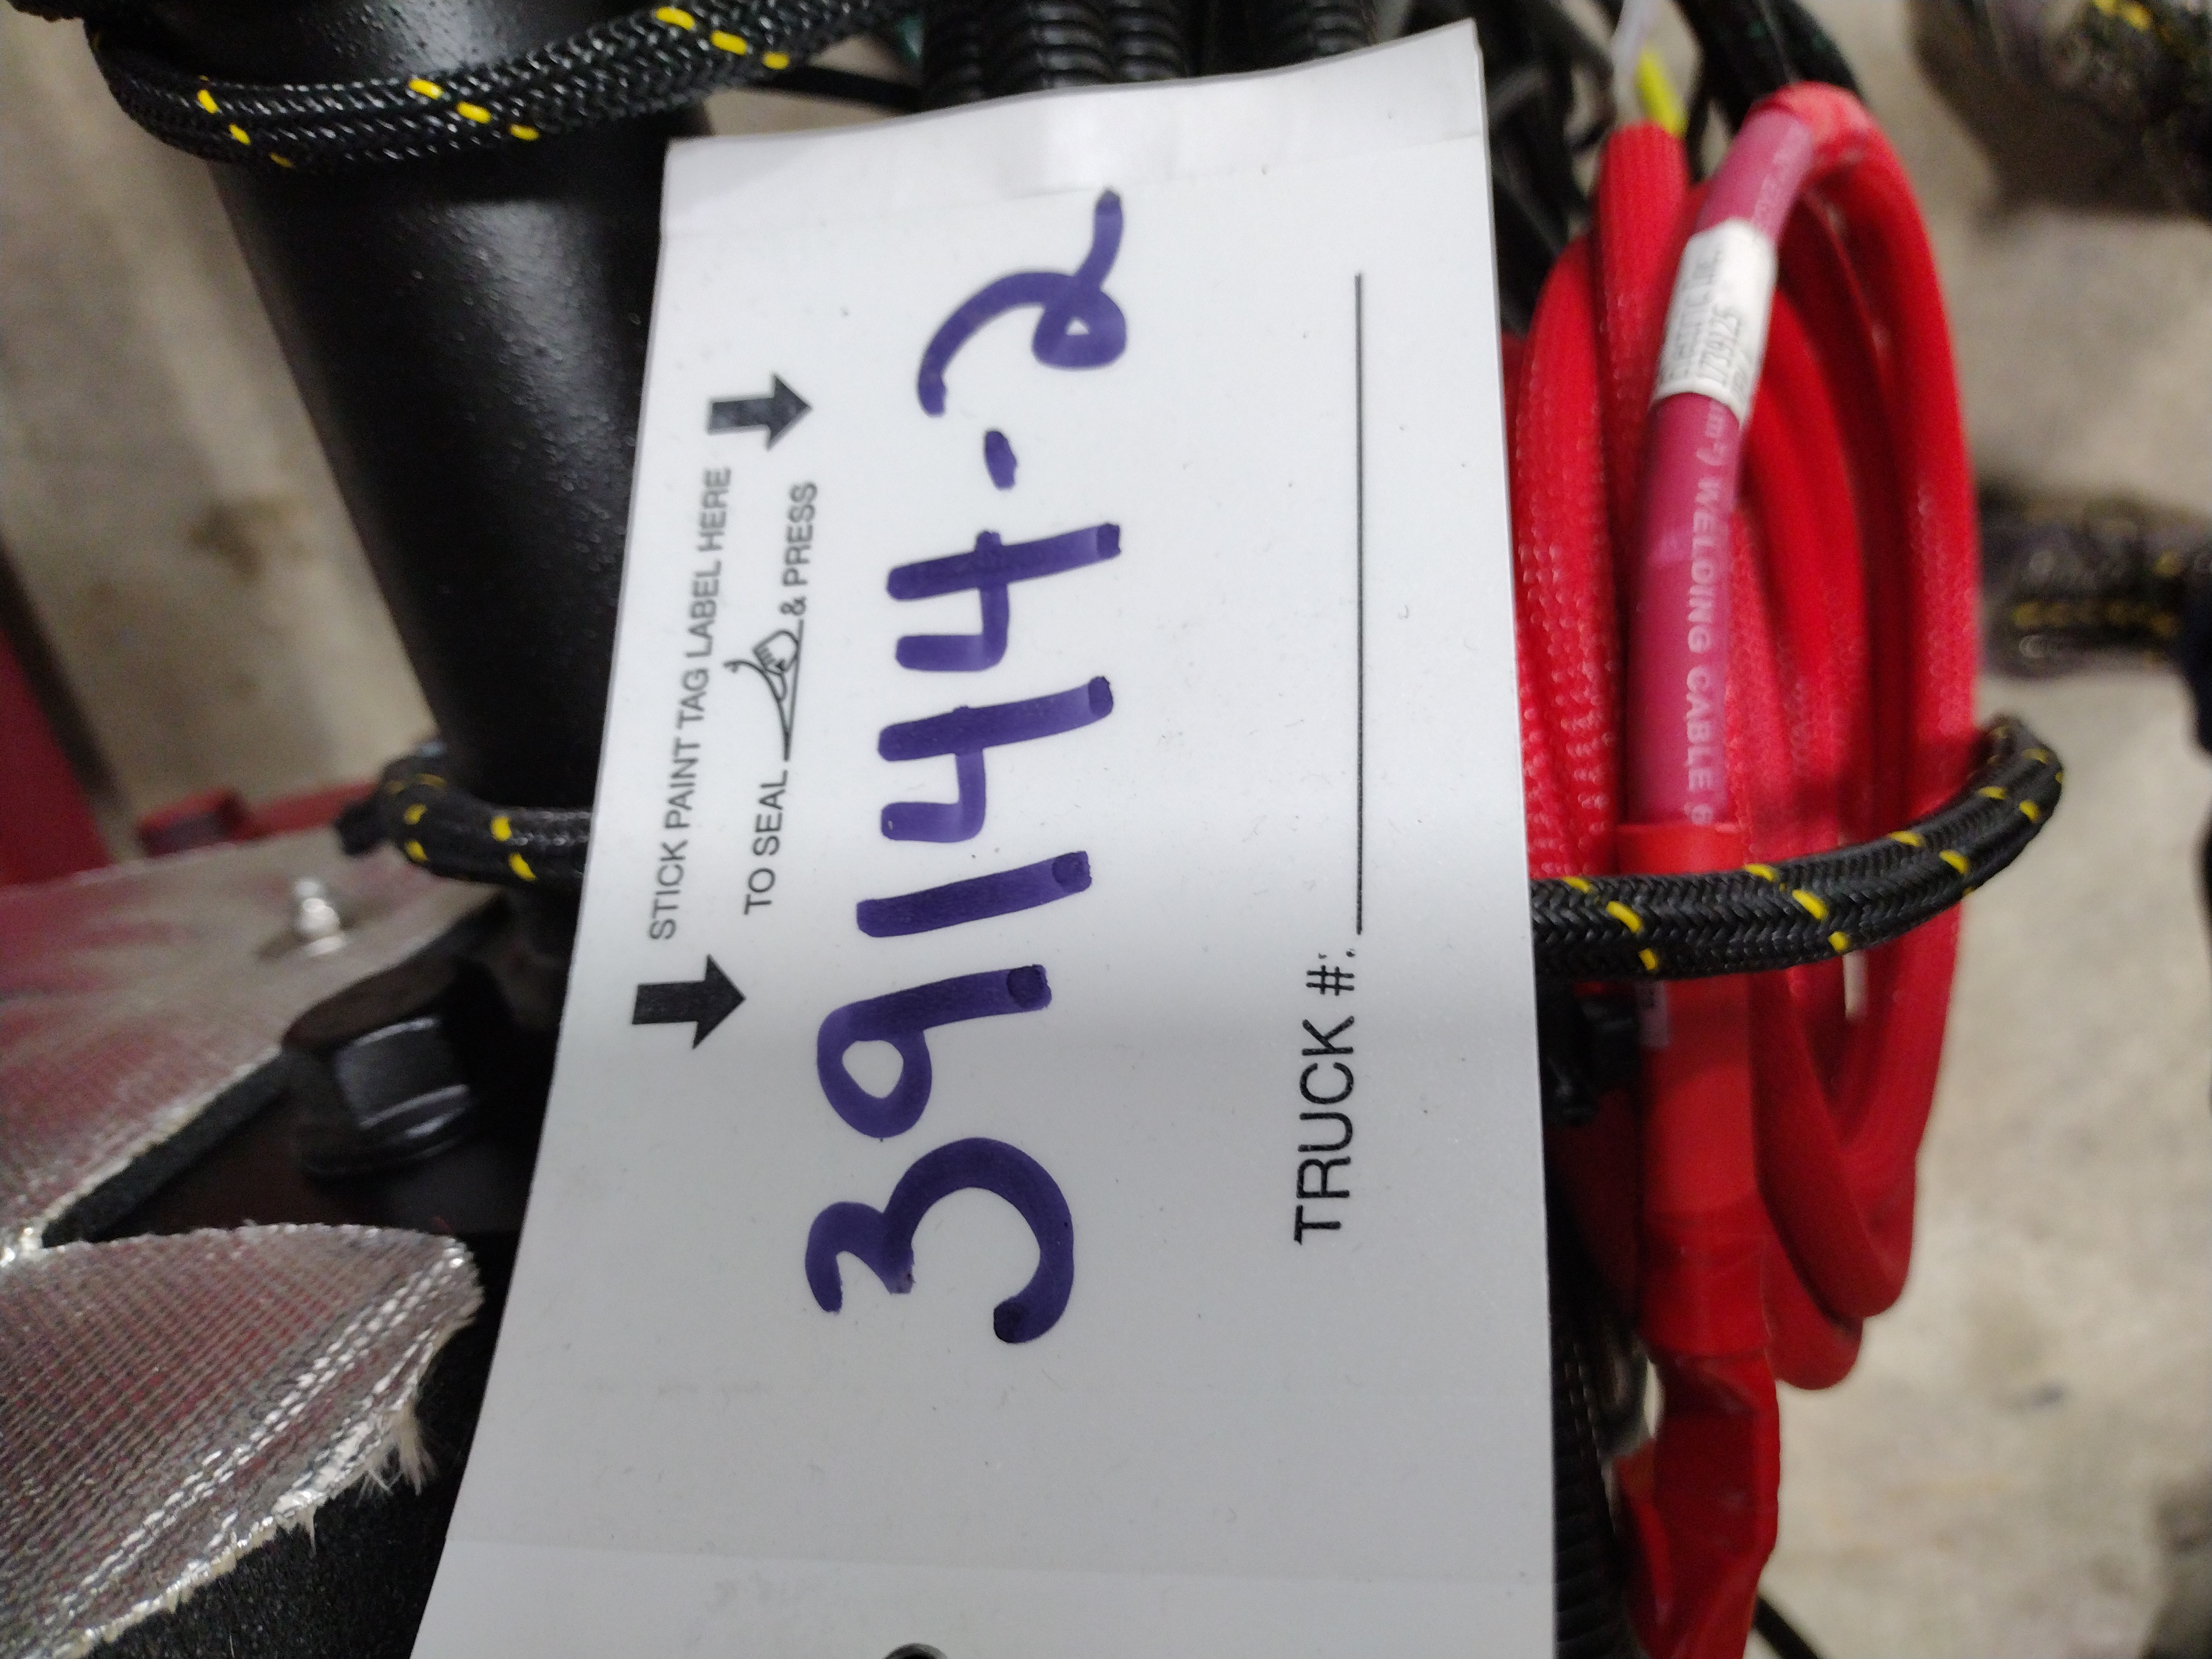 STICK PAINT TAG LABEL HERE
TO SEAL & PRESS
39144-2
TRUCK #:
WELDING CABLE